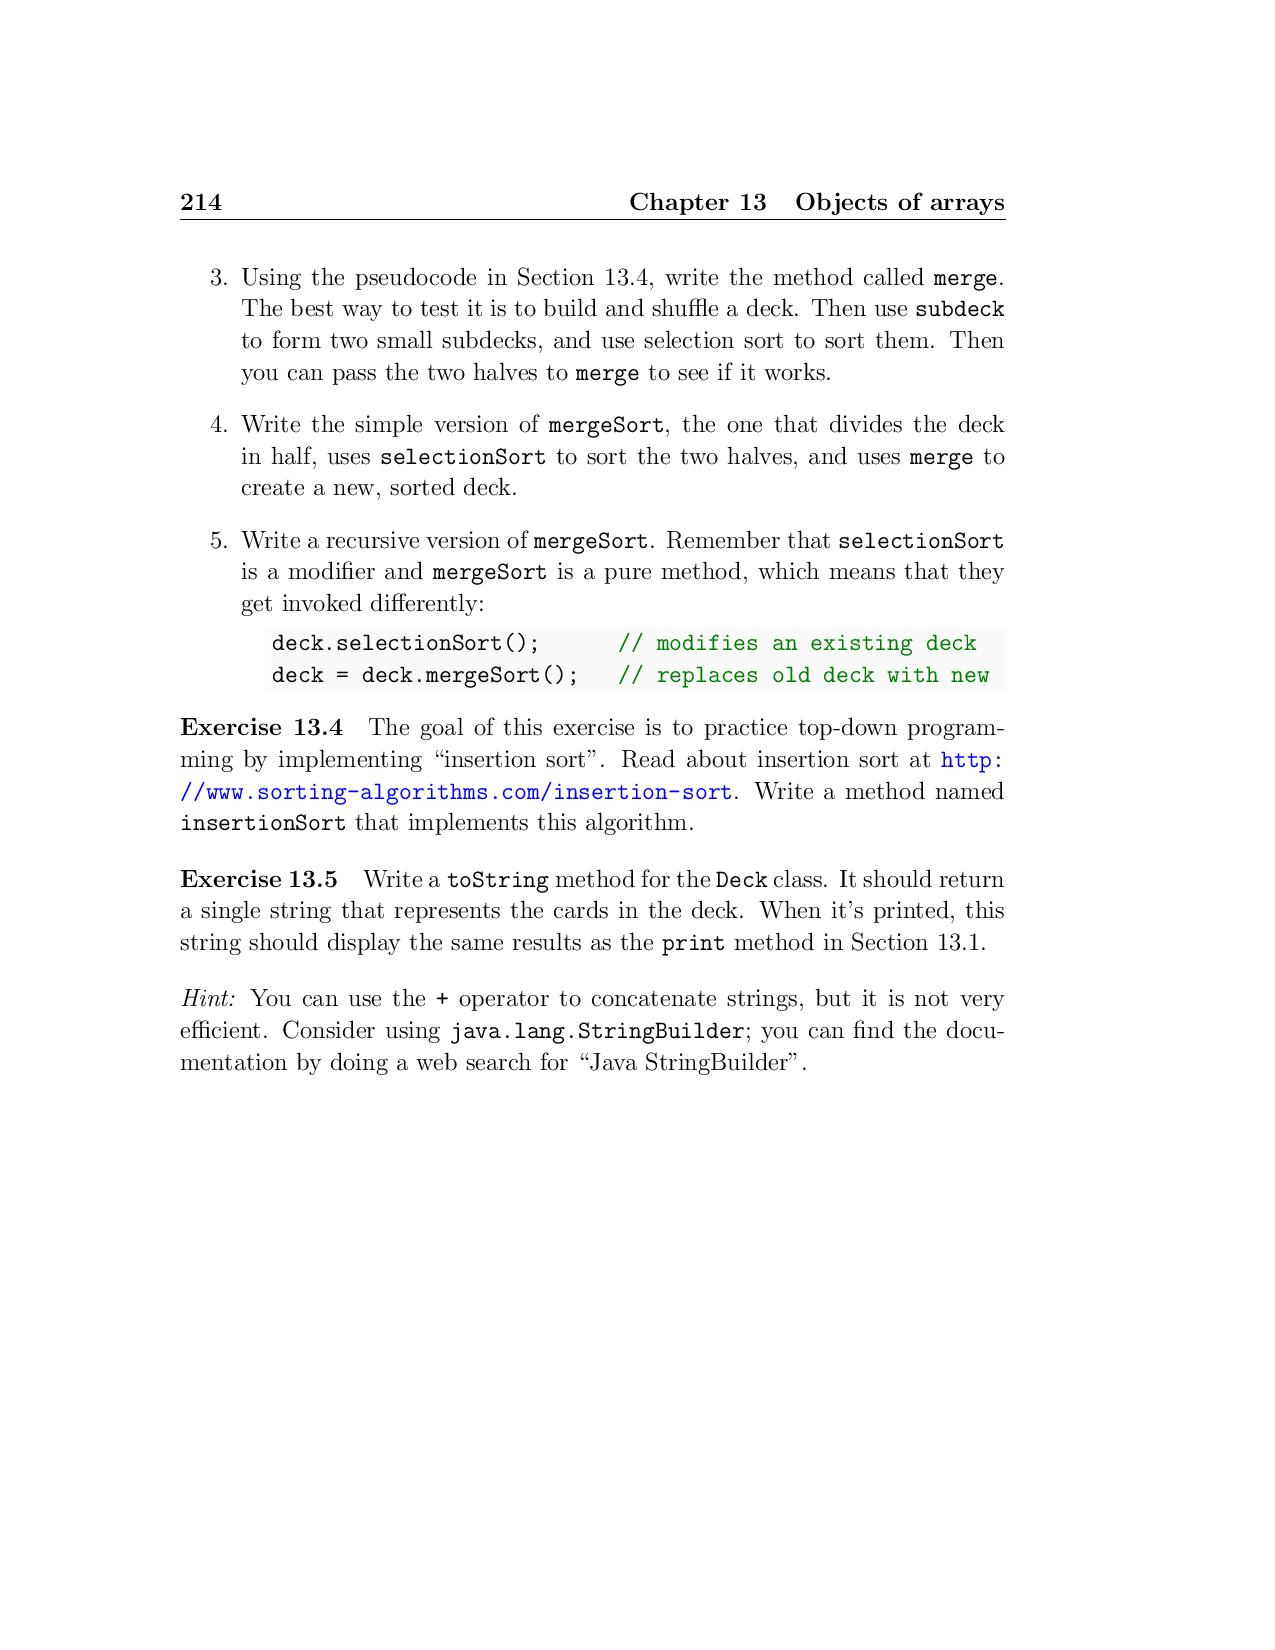 214 Chapter 13 Objects of arrays
3. Using the pseudocode in Section 13.4, write the method called merge.
The best way to test it is to build and shuffle a deck. Then use subdeck
to form two small subdecks, and use selection sort to sort them. Then
you can pass the two halves to merge to see if it works.
4. Write the simple version of mergeSort, the one that divides the deck
in half, uses selectionSort to sort the two halves, and uses merge to
create a new, sorted deck.
5. Write a recursive version of mergeSort. Remember that selectionSort
is a modifier and mergeSort is a pure method, which means that they
get invoked differently:
deck.selectionSort();      // modifies an existing deck
deck = deck.mergeSort();   // replaces old deck with new
Exercise 13.4 The goal of this exercise is to practice top-down program-
ming by implementing “insertion sort”. Read about insertion sort at http:
//www.sorting-algorithms.com/insertion-sort. Write a method named
insertionSort that implements this algorithm.
Exercise 13.5 Write a toString method for the Deck class. It should return
a single string that represents the cards in the deck. When it’s printed, this
string should display the same results as the print method in Section 13.1.
Hint: You can use the + operator to concatenate strings, but it is not very
efficient. Consider using java.lang.StringBuilder; you can find the docu-
mentation by doing a web search for “Java StringBuilder”.